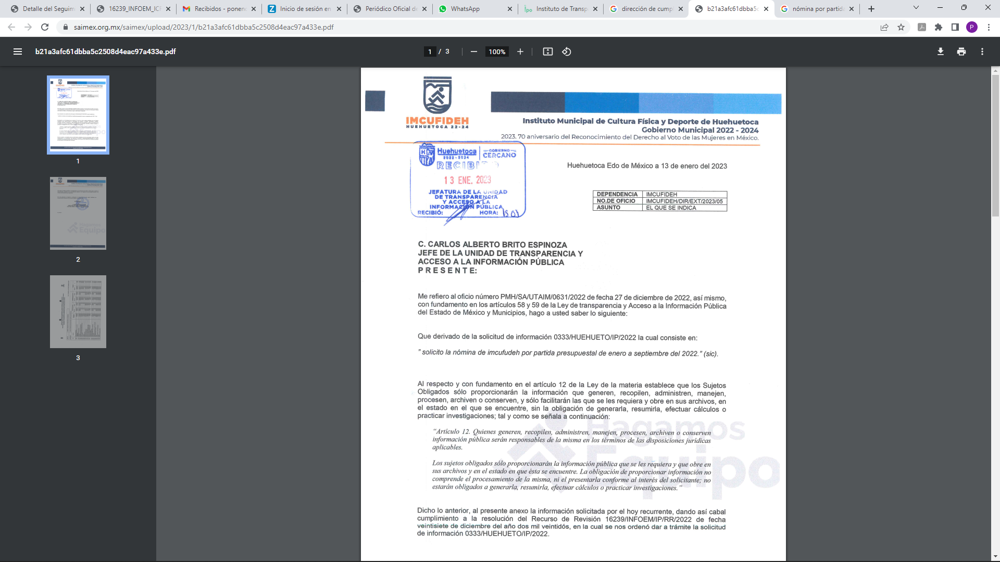 Detalle del Seguim
16239_INFOEM_ICR
Recibidos - ponenc
Inicio de sesión en
Periódico Oficial de
WhatsApp
Instituto de Transp
dirección de cumpl
b21a3afc61dbba5c
nómina por partida
saimex.org.mx/saimex/upload/2023/1/b21a3afc61dbba5c2508d4eac97a433e.pdf
P
b21a3afc61dbba5c2508d4eac97a433e.pdf
1 / 3
100%
1
2
3
IMCUFIDEH
HUEHUETOCA 22-24
Instituto Municipal de Cultura Física y Deporte de Huehuetoca
Gobierno Municipal 2022 - 2024
2023. 70 aniversario del Reconocimiento del Derecho al Voto de las Mujeres en México.
Huehuetoca
2022 - 2024
GOBIERNO
CERCANO
RECIBIDO
13 ENE. 2023
JEFATURA DE LA UNIDAD
DE TRANSPARENCIA
Y ACCESO A LA
INFORMACIÓN PÚBLICA
RECIBIÓ: HORA:
Huehuetoca Edo de México a 13 de enero del 2023
DEPENDENCIA IMCUFIDEH
NO.DE OFICIO IMCUFIDEH/DIR/EXT/2023/05
ASUNTO EL QUE SE INDICA
C. CARLOS ALBERTO BRITO ESPINOZA
JEFE DE LA UNIDAD DE TRANSPARENCIA Y
ACCESO A LA INFORMACIÓN PÚBLICA
P R E S E N T E:
Me refiero al oficio número PMH/SA/UTAIM/0631/2022 de fecha 27 de diciembre de 2022, así mismo,
con fundamento en los artículos 58 y 59 de la Ley de transparencia y Acceso a la Información Pública
del Estado de México y Municipios, hago a usted saber lo siguiente:
Que derivado de la solicitud de información 0333/HUEHUETO/IP/2022 la cual consiste en:
" solicito la nómina de imcufudeh por partida presupuestal de enero a septiembre del 2022." (sic).
Al respecto y con fundamento en el artículo 12 de la Ley de la materia establece que los Sujetos
Obligados sólo proporcionarán la información que generen, recopilen, administren, manejen,
procesen, archiven o conserven, y sólo facilitarán las que se les requiera y obre en sus archivos, en
el estado en el que se encuentre, sin la obligación de generarla, resumirla, efectuar cálculos o
practicar investigaciones; tal y como se señala a continuación:
"Artículo 12. Quienes generen, recopilen, administren, manejen, procesen, archiven o conserven
información pública serán responsables de la misma en los términos de las disposiciones jurídicas
aplicables.
Los sujetos obligados sólo proporcionarán la información pública que se les requiera y que obre en
sus archivos y en el estado en que ésta se encuentre. La obligación de proporcionar información no
comprende el procesamiento de la misma, ni el presentarla conforme al interés del solicitante; no
estarán obligados a generarla, resumirla, efectuar cálculos o practicar investigaciones."
Hagamos
Equipo
Dicho lo anterior, al presente anexo la información solicitada por el hoy recurrente, dando así cabal
cumplimiento a la resolución del Recurso de Revisión 16239/INFOEM/IP/RR/2022 de fecha
veintisiete de diciembre del año dos mil veintidós, en la cual se nos ordenó dar a trámite la solicitud
de información 0333/HUEHUETO/IP/2022.